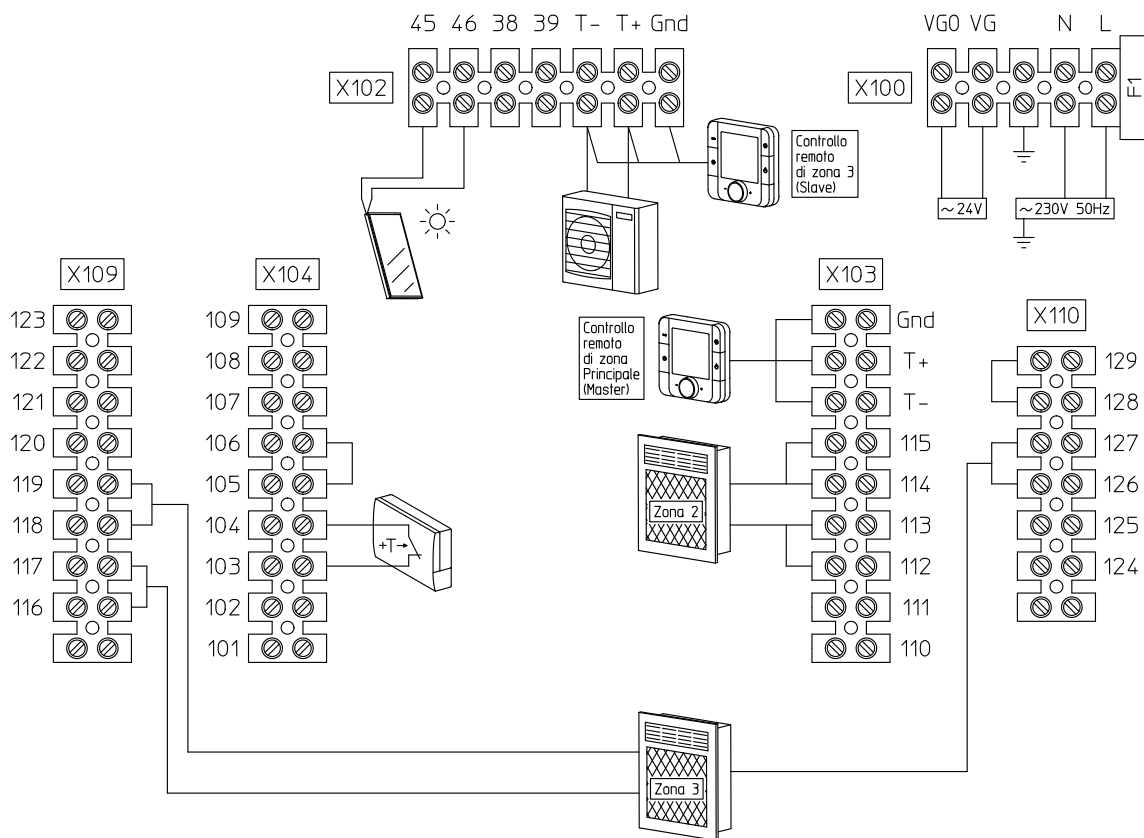 45 46 38 39 T- T+ Gnd
X102
Controllo
remoto
di zona 3
(Slave)
VG0 VG N L
X100
F1
~24V
~230V 50Hz
X109
123
122
121
120
119
118
117
116
X104
109
108
107
106
105
104
103
102
101
+T→
Controllo
remoto
di zona
Principale
(Master)
Zona 2
Zona 3
X103
Gnd
T+
T-
115
114
113
112
111
110
X110
129
128
127
126
125
124